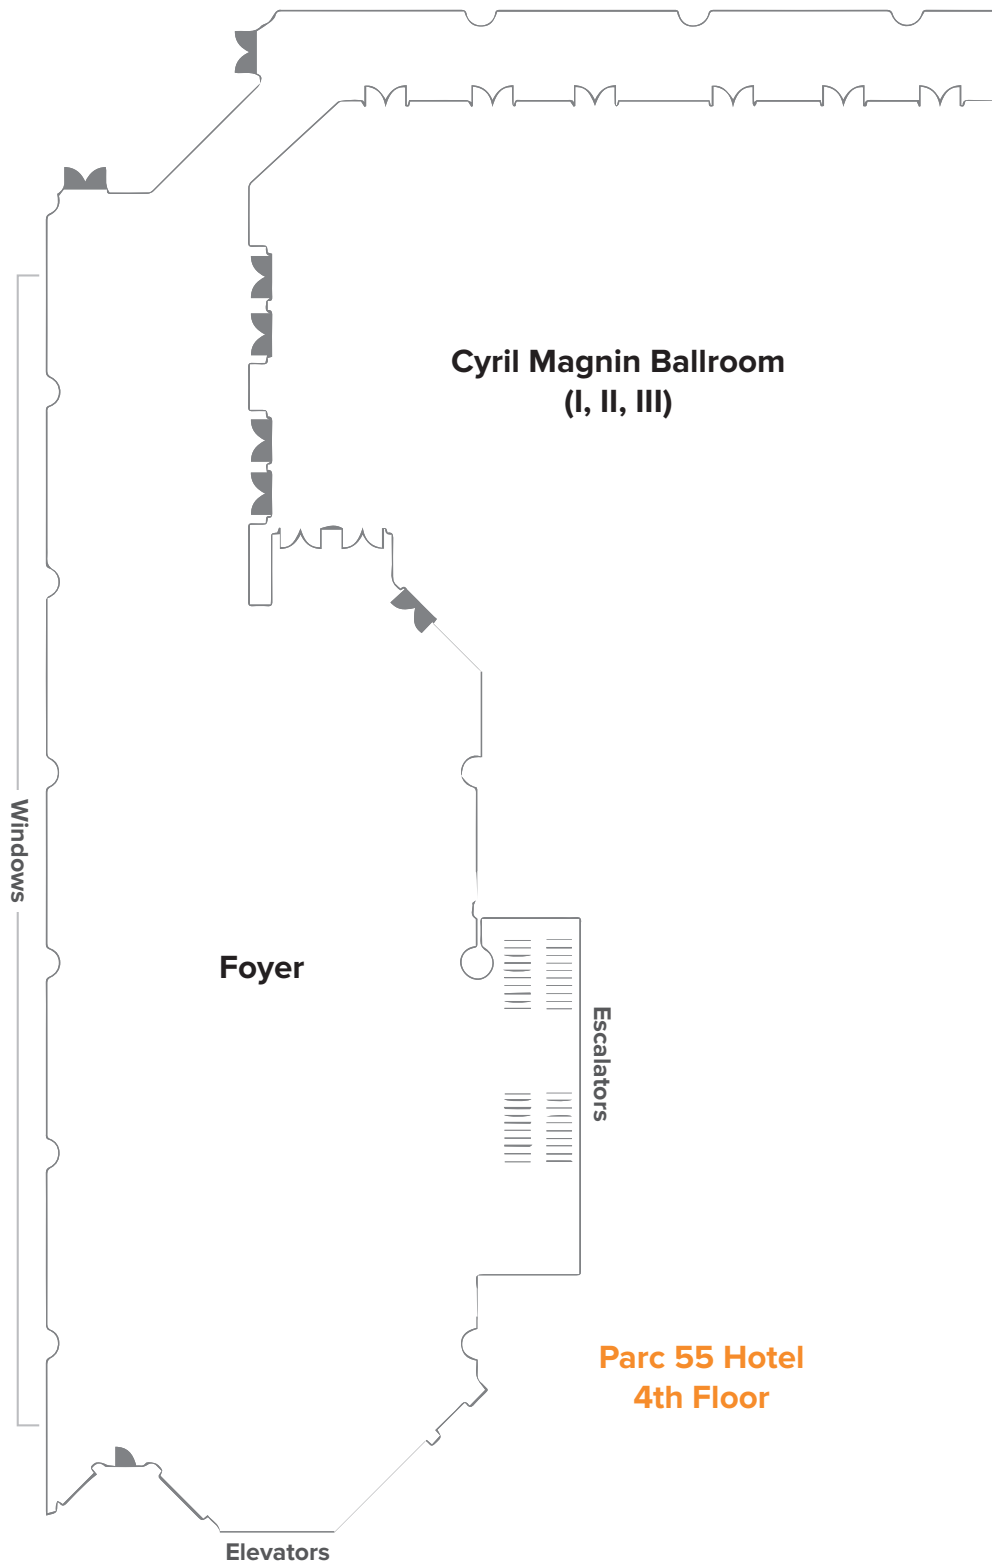 Cyril Magnin Ballroom
(I, II, III)
Windows
Foyer
Escalators
Parc 55 Hotel
4th Floor
Elevators